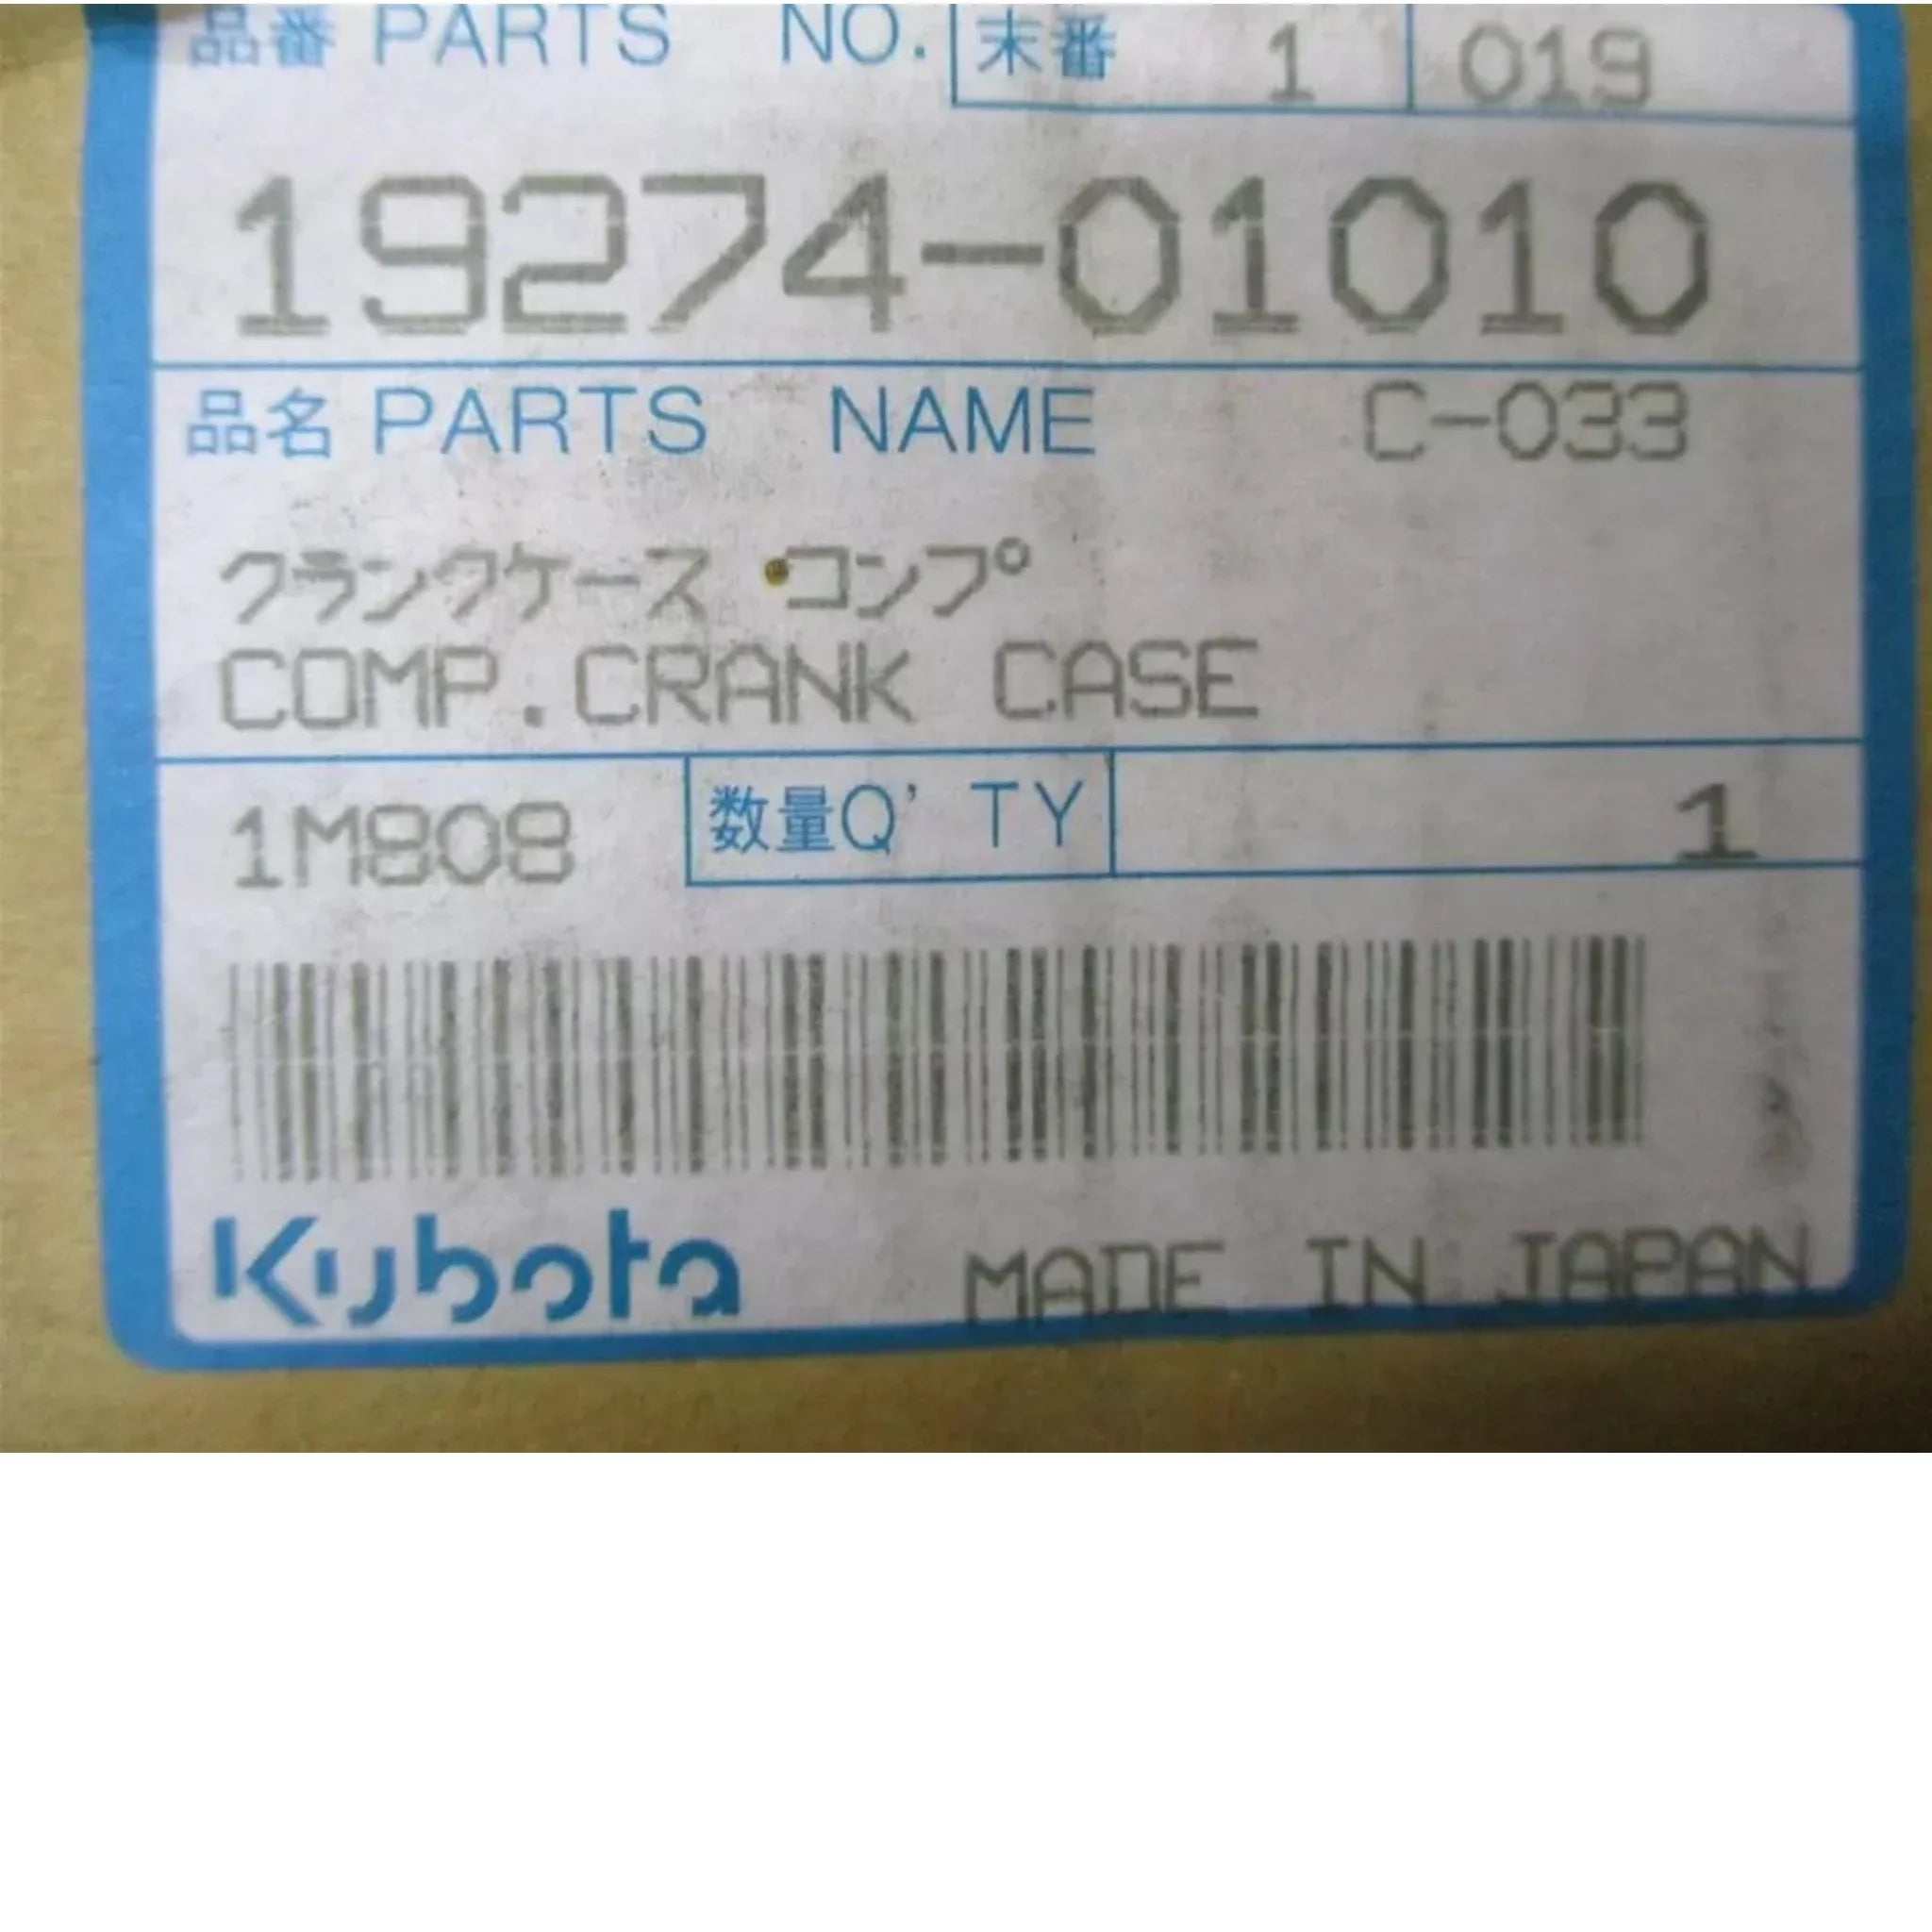 品番 PARTS NO. 末番 1 019
19274-01010
品名 PARTS NAME C-033
クランクケース コンプ
COMP.CRANK CASE
1M808 数量Q'TY 1
Kubota MADE IN JAPAN